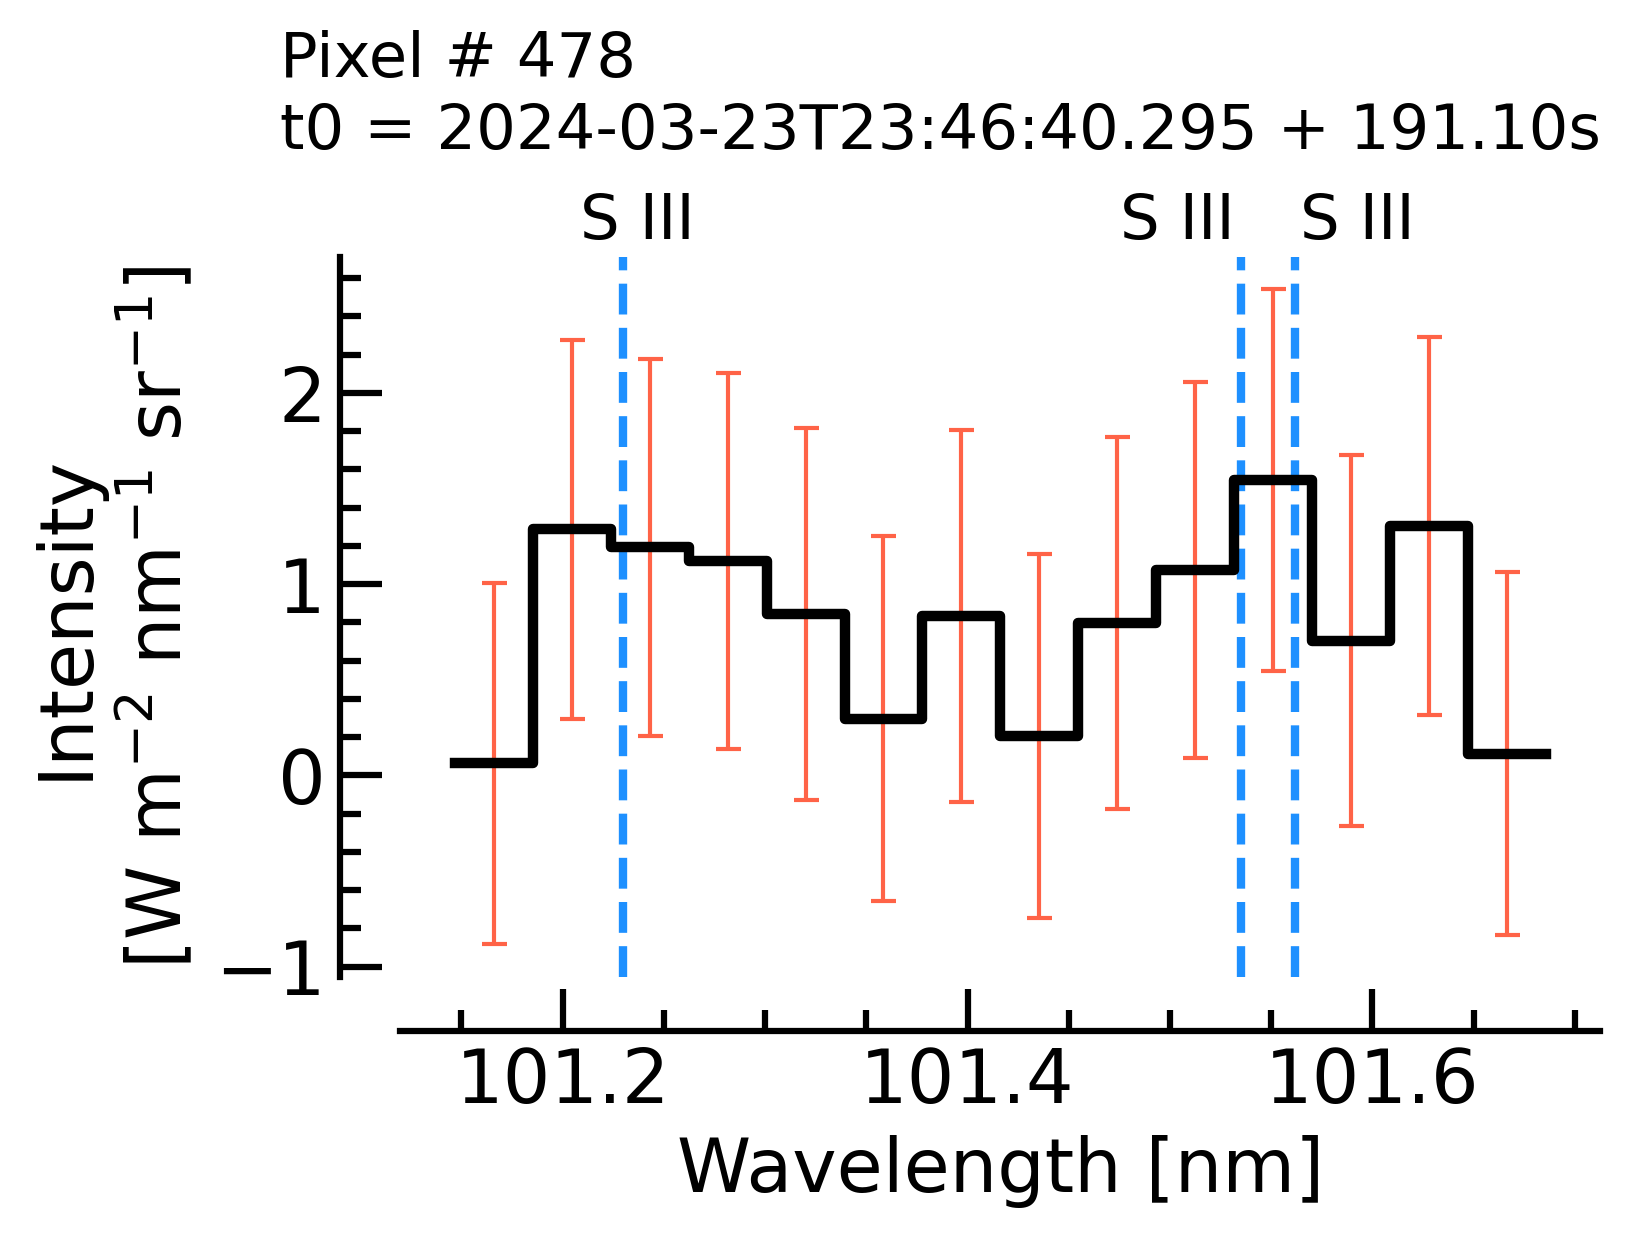 Pixel # 478
t0 = 2024-03-23T23:46:40.295 + 191.10s
S III S III S III
Intensity
[W m⁻² nm⁻¹ sr⁻¹]
2
1
0
−1
101.2 101.4 101.6
Wavelength [nm]